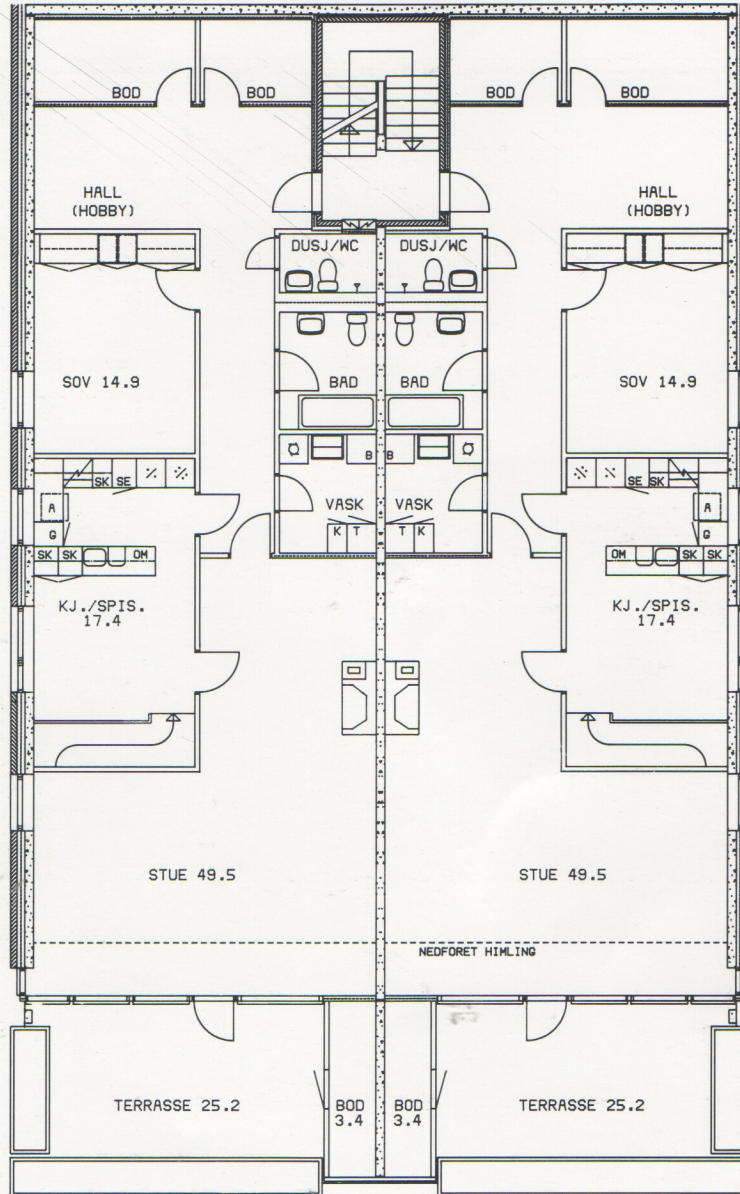 BOD BOD BOD BOD
HALL
(HOBBY)
HALL
(HOBBY)
DUSJ/WC DUSJ/WC
SOV 14.9
BAD BAD
SOV 14.9
SK SE
B B
SE SK
A
G
VASK VASK
A
G
K T T K
SK SK OM
OM SK SK
KJ./SPIS.
17.4
KJ./SPIS.
17.4
STUE 49.5
STUE 49.5
NEDFORET HIMLING
TERRASSE 25.2
BOD
3.4
BOD
3.4
TERRASSE 25.2